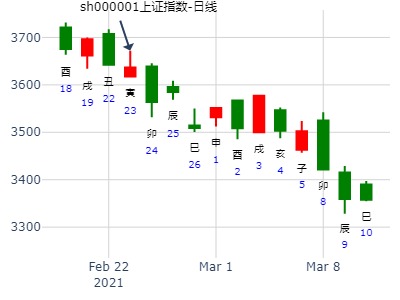 sh000001上证指数-日线
3700
3600
3500
3400
3300
酉
18
戌
19
丑
22
寅
23
卯
24
辰
25
巳
26
申
1
酉
2
戌
3
亥
4
子
5
卯
8
辰
9
巳
10
Feb 22
2021
Mar 1
Mar 8